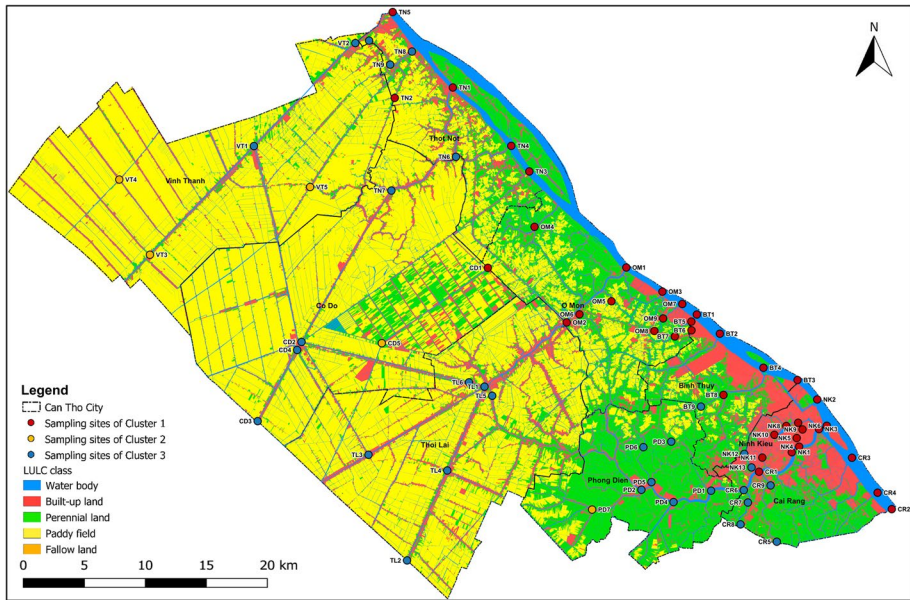 TN5
N
VT2
TN8
TN9
TN1
TN2
Thot Not
VT1
TN4
TN6
TN3
Vinh Thanh
VT4
VT5
TN7
OM4
VT3
CD1
OM1
OM3
OM7
OM5
Co Do
O Mon
OM6
OM2
OM9
BT1
BT5
OM8
BT6
BT7
BT2
CD2
CD4
CD5
BT4
TL6
TL1
Binh Thuy
BT3
TL5
BT8
NK2
BT9
CD3
NK8
NK6
NK3
NK9
NK10
NK5
Thoi Lai
PD6
PD3
Ninh Kieu
NK4
NK1
TL3
NK12
NK11
CR3
NK13
CR1
TL4
Phong Dien
PD5
PD2
PD1
CR6
CR9
CR4
PD4
CR7
Cai Rang
CR2
PD7
CR8
CR5
TL2
Legend
Can Tho City
Sampling sites of Cluster 1
Sampling sites of Cluster 2
Sampling sites of Cluster 3
LULC class
Water body
Built-up land
Perennial land
Paddy field
Fallow land
0 10 20 km